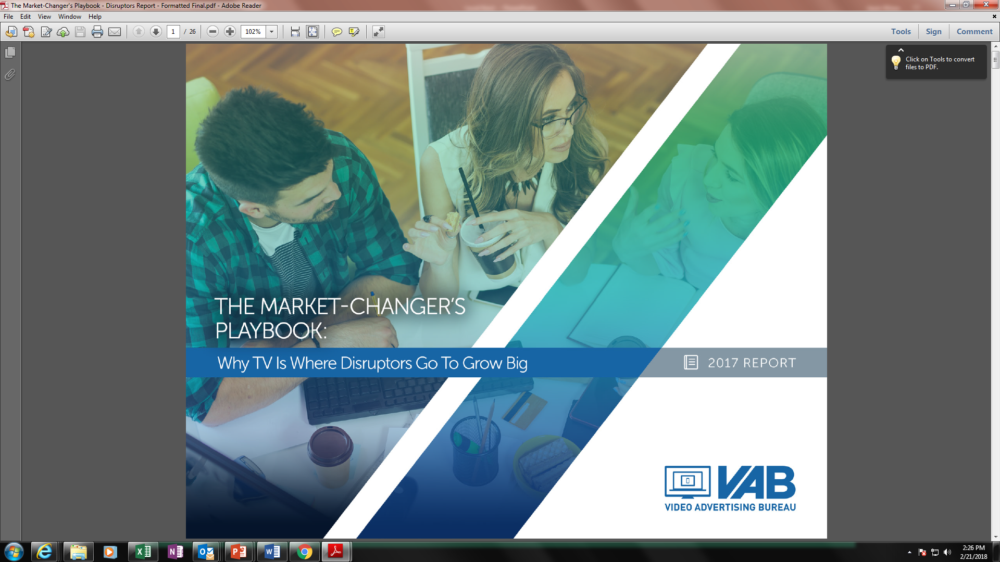 The Market-Changer's Playbook - Disruptors Report - Formatted Final.pdf - Adobe Reader
File Edit View Window Help
1 / 26 102%
Tools Sign Comment
Click on Tools to convert
files to PDF.
THE MARKET-CHANGER'S
PLAYBOOK:
Why TV Is Where Disruptors Go To Grow Big
2017 REPORT
VAB
VIDEO ADVERTISING BUREAU
2:26 PM
2/21/2018